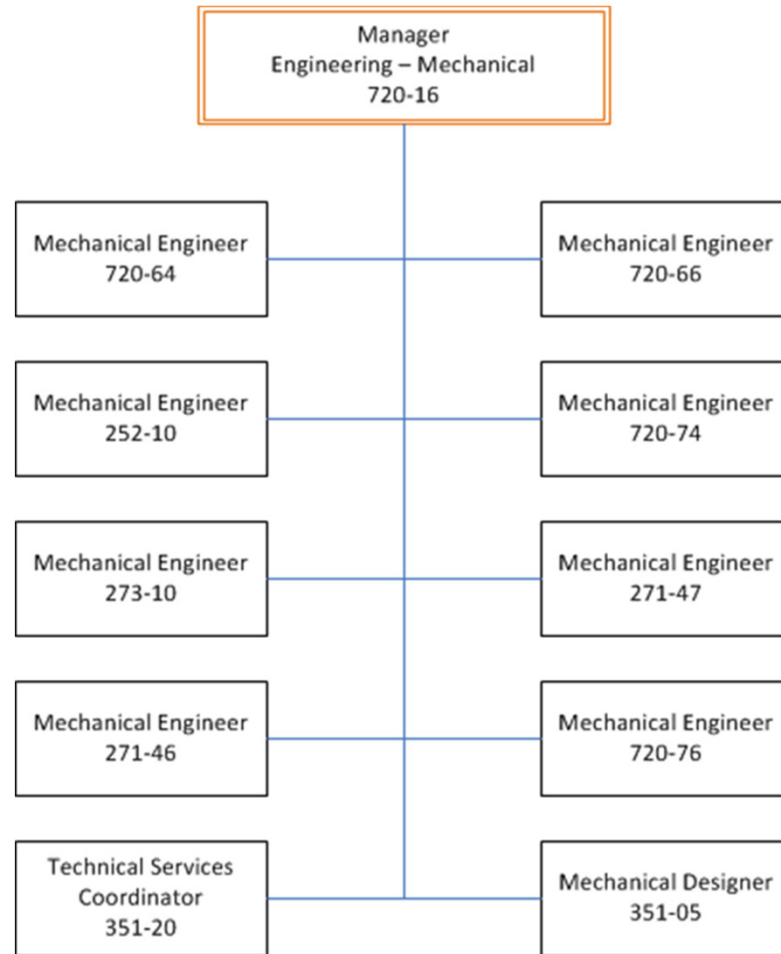 Manager
Engineering – Mechanical
720-16
Mechanical Engineer
720-64
Mechanical Engineer
720-66
Mechanical Engineer
252-10
Mechanical Engineer
720-74
Mechanical Engineer
273-10
Mechanical Engineer
271-47
Mechanical Engineer
271-46
Mechanical Engineer
720-76
Technical Services
Coordinator
351-20
Mechanical Designer
351-05